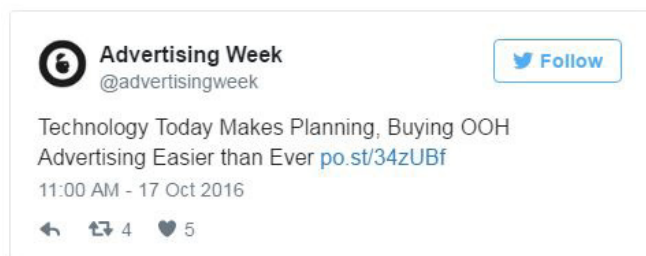 Advertising Week
@advertisingweek
Follow
Technology Today Makes Planning, Buying OOH
Advertising Easier than Ever po.st/34zUBf
11:00 AM - 17 Oct 2016
4 5